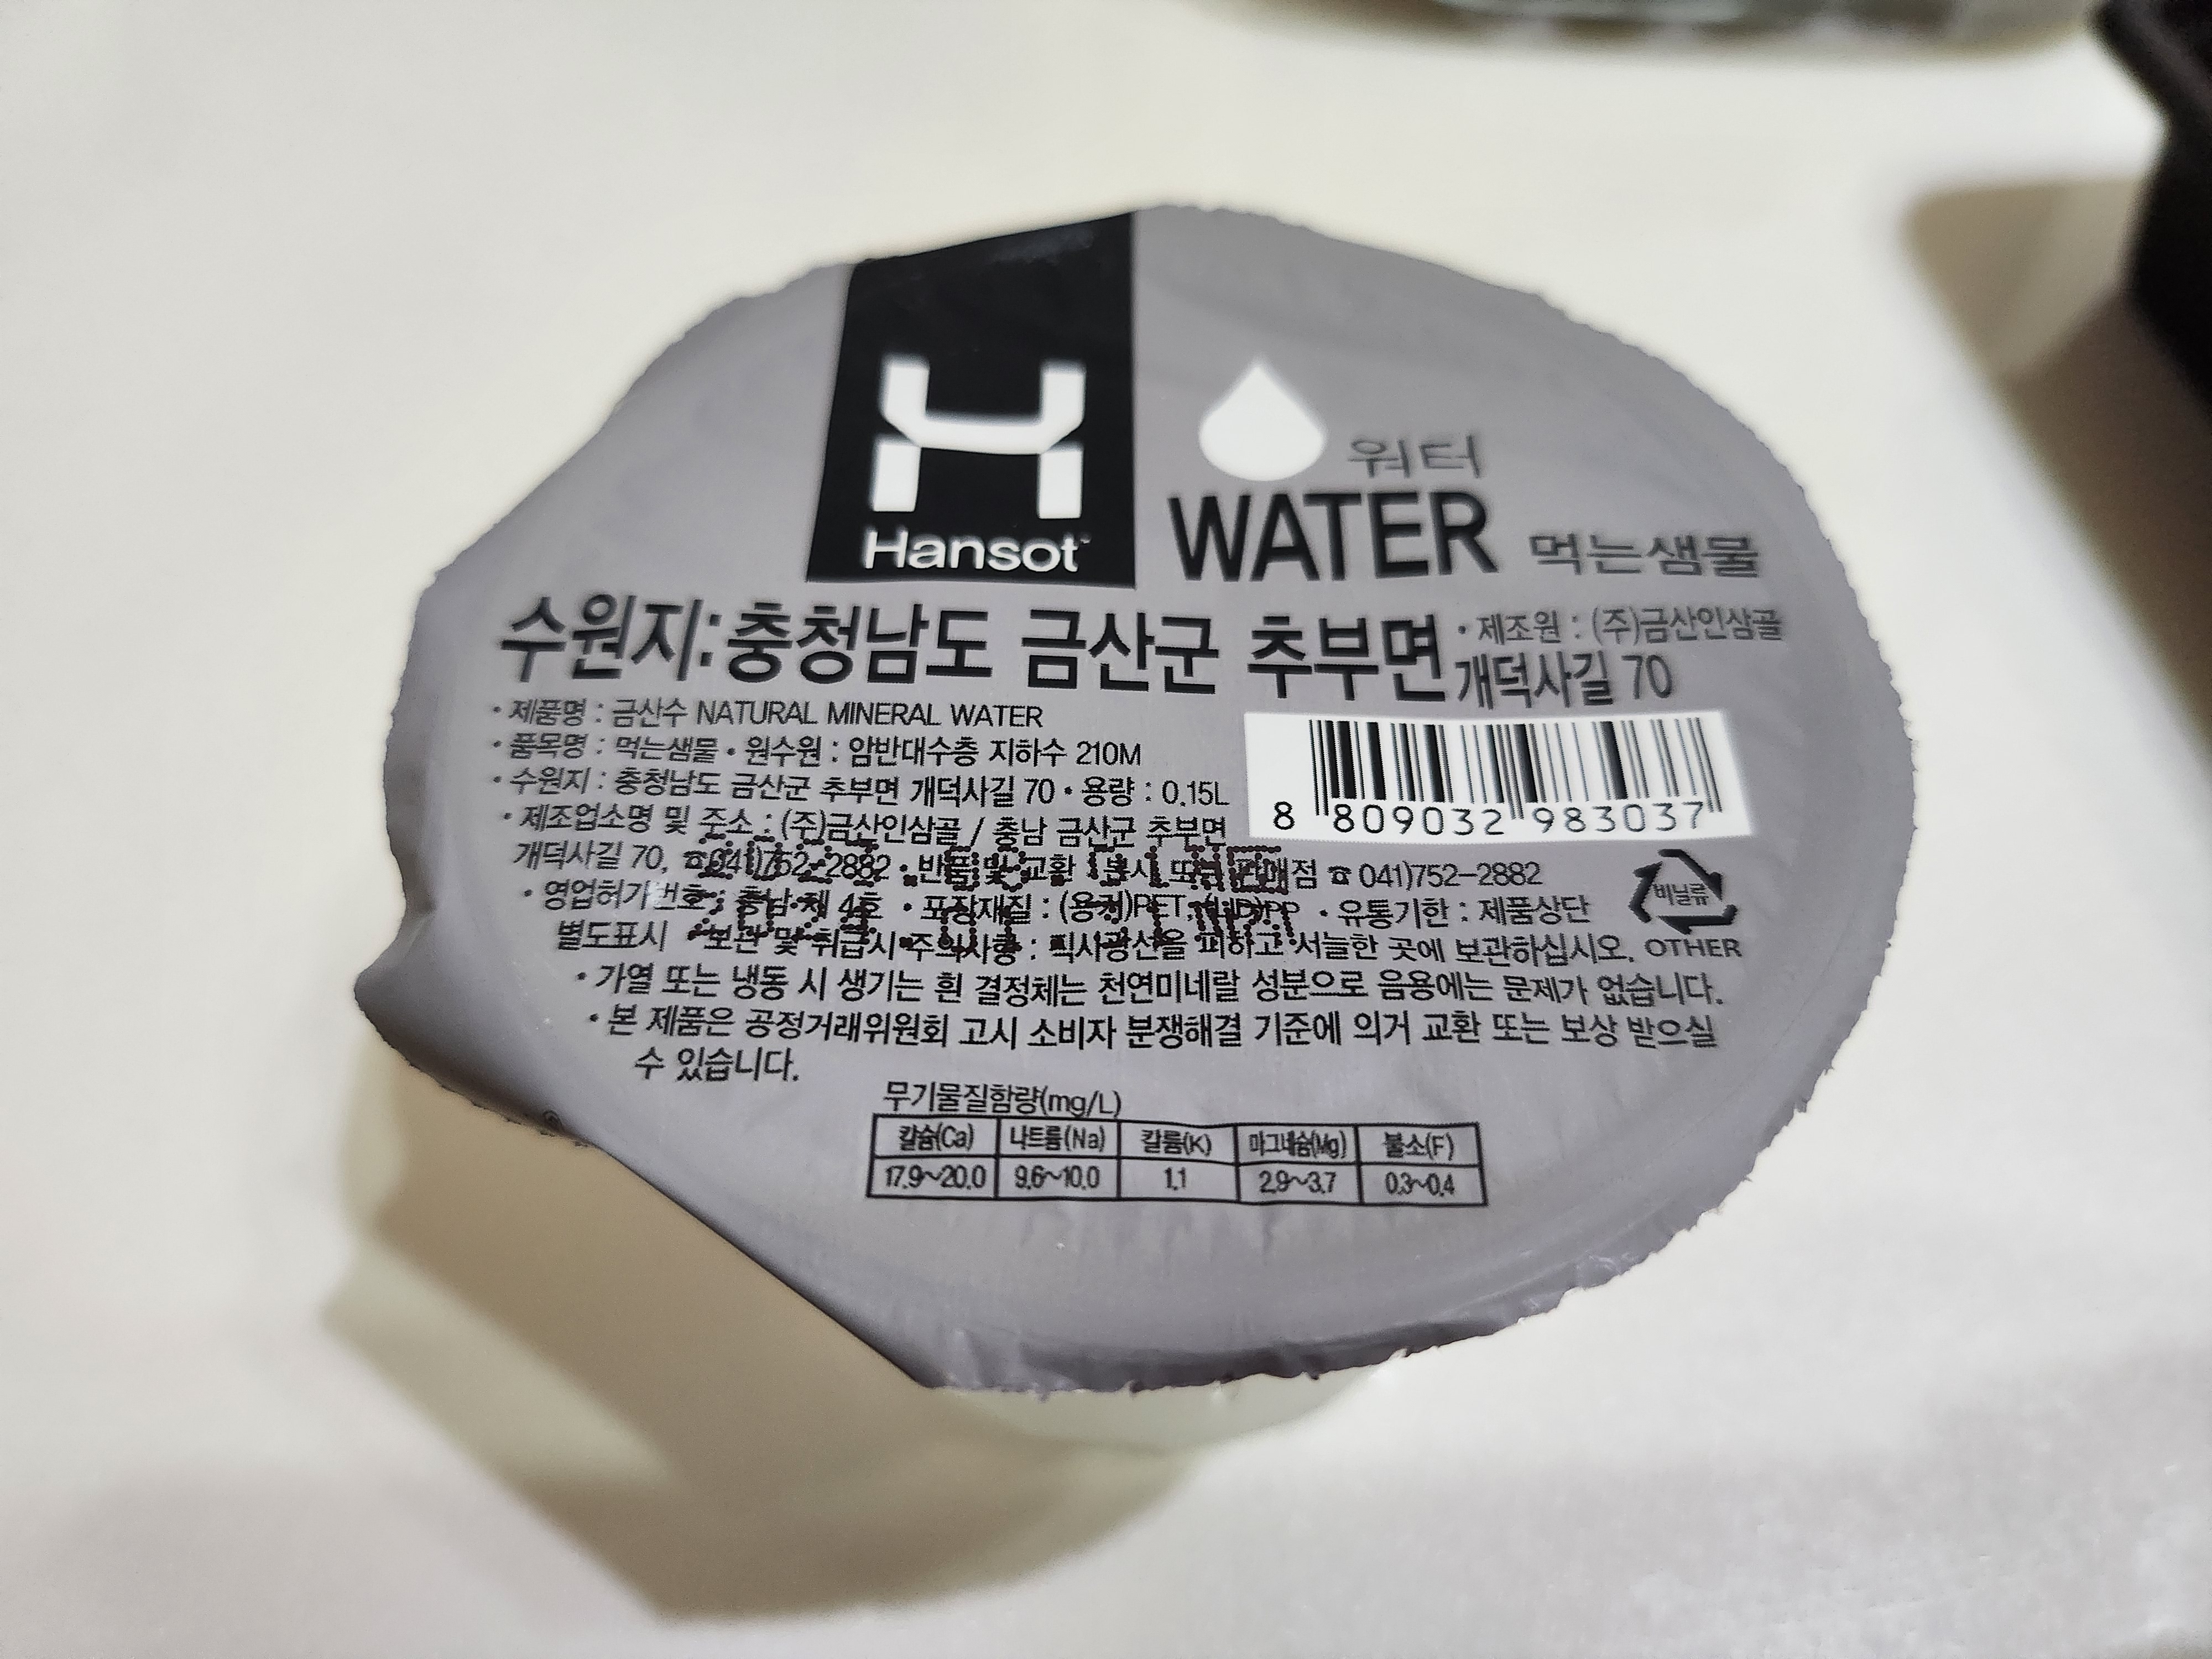 Hansot
워터
WATER 먹는샘물
수원지:충청남도 금산군 추부면 개덕사길 70
• 제조원 : (주)금산인삼골
• 제품명 : 금산수 NATURAL MINERAL WATER
• 품목명 : 먹는샘물 • 원수원 : 암반대수층 지하수 210M
• 수원지 : 충청남도 금산군 추부면 개덕사길 70 • 용량 : 0.15L
• 제조업소명 및 주소 : (주)금산인삼골 / 충남 금산군 추부면
개덕사길 70, ☎041)752-2882 • 반품 및 교환 : 본사 또는 판매점 ☎ 041)752-2882
• 영업허가번호 : 충남 제 4호 • 포장재질 : (용기)PET, (LID)PP • 유통기한 : 제품상단
별도표시 • 보관 및 취급시 주의사항 : 직사광선을 피하고 서늘한 곳에 보관하십시오.
• 가열 또는 냉동 시 생기는 흰 결정체는 천연미네랄 성분으로 음용에는 문제가 없습니다.
• 본 제품은 공정거래위원회 고시 소비자 분쟁해결 기준에 의거 교환 또는 보상 받으실
수 있습니다.
8 809032 983037
비닐류
OTHER
무기물질함량(mg/L)
칼슘(Ca) 나트륨(Na) 칼륨(K) 마그네슘(Mg) 불소(F)
17.9~20.0 9.6~10.0 1.1 2.9~3.7 0.3~0.4